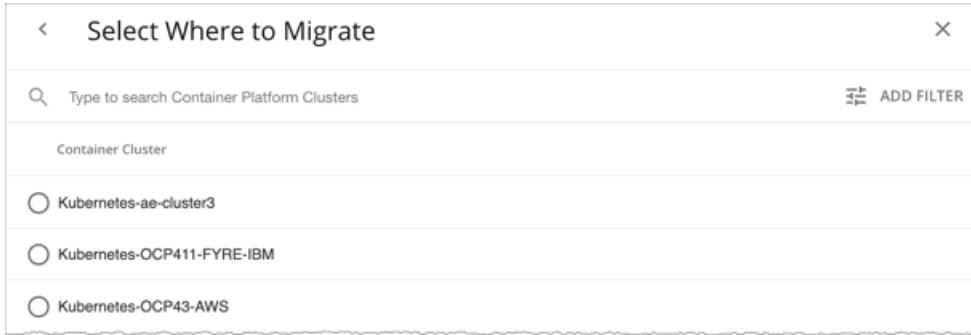 Select Where to Migrate
Type to search Container Platform Clusters
ADD FILTER
Container Cluster
Kubernetes-ae-cluster3
Kubernetes-OCP411-FYRE-IBM
Kubernetes-OCP43-AWS